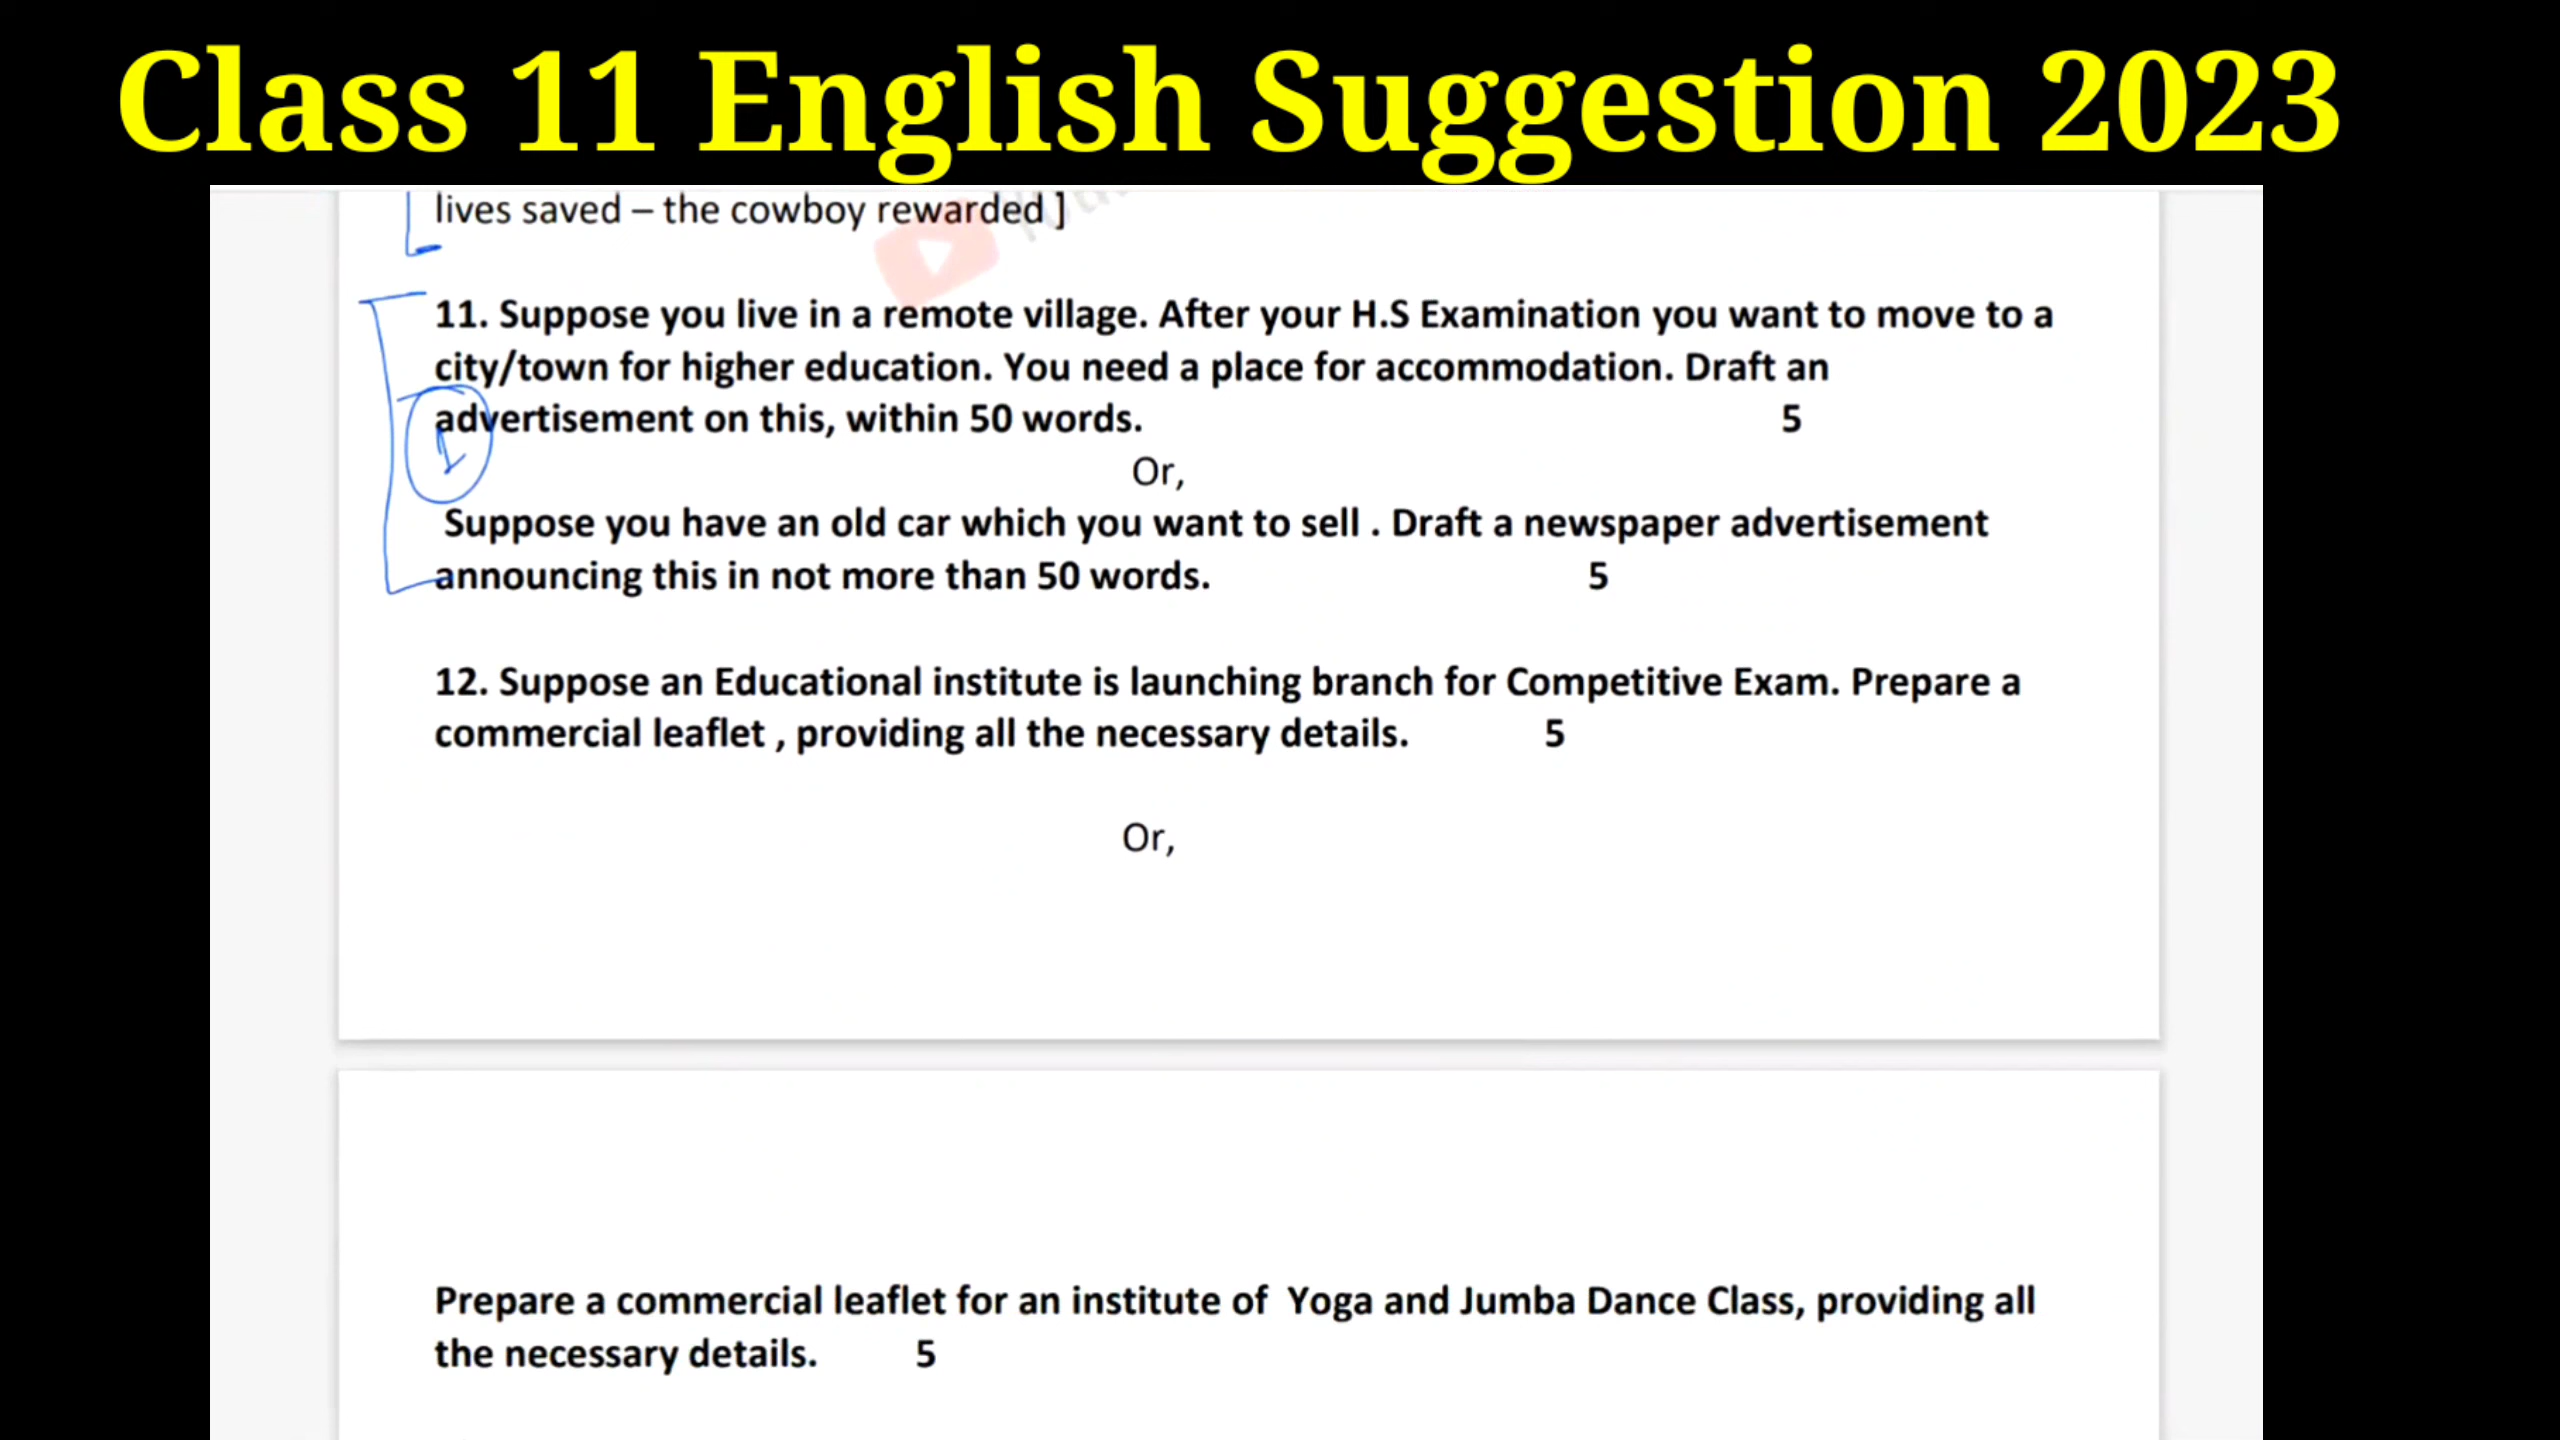 Class 11 English Suggestion 2023
lives saved – the cowboy rewarded ]
11. Suppose you live in a remote village. After your H.S Examination you want to move to a
city/town for higher education. You need a place for accommodation. Draft an
advertisement on this, within 50 words. 5
Or,
Suppose you have an old car which you want to sell . Draft a newspaper advertisement
announcing this in not more than 50 words. 5
12. Suppose an Educational institute is launching branch for Competitive Exam. Prepare a
commercial leaflet , providing all the necessary details. 5
Or,
Prepare a commercial leaflet for an institute of Yoga and Jumba Dance Class, providing all
the necessary details. 5